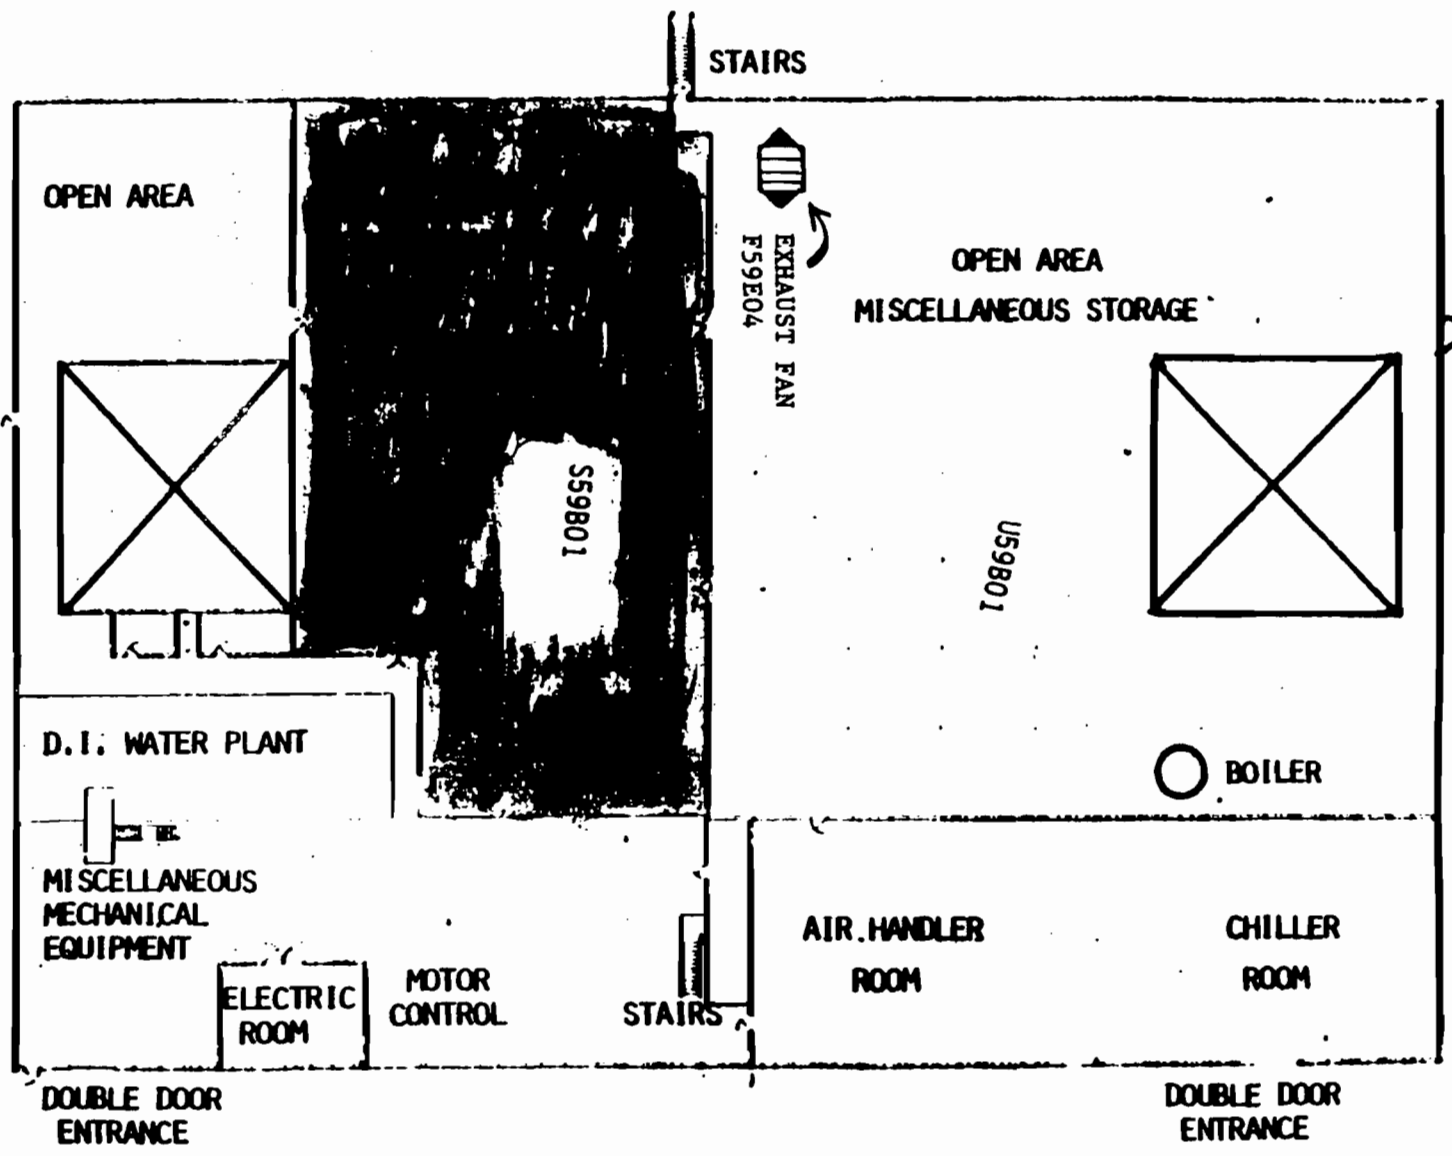 STAIRS
OPEN AREA
EXHAUST FAN
F59E04
OPEN AREA
MISCELLANEOUS STORAGE
S59B01
U59B01
D.I. WATER PLANT
BOILER
MISCELLANEOUS
MECHANICAL
EQUIPMENT
AIR HANDLER
ROOM
CHILLER
ROOM
ELECTRIC
ROOM
MOTOR
CONTROL
STAIRS
DOUBLE DOOR
ENTRANCE
DOUBLE DOOR
ENTRANCE